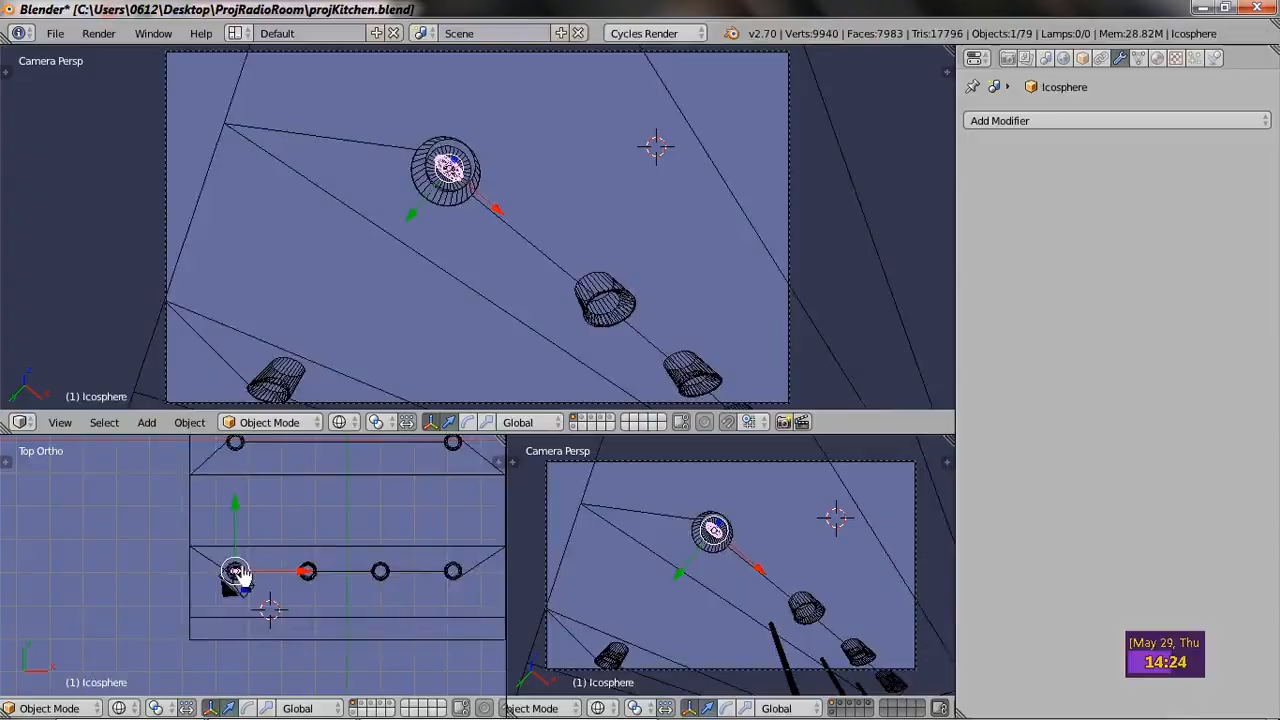 Blender* [C:\Users\0612\Desktop\ProjRadioRoom\projKitchen.blend]
File Render Window Help Default Scene Cycles Render v2.70 | Verts:9940 | Faces:7983 | Tris:17796 | Objects:1/79 | Lamps:0/0 | Mem:28.82M | Icosphere
Camera Persp
Icosphere
Add Modifier
(1) Icosphere
View Select Add Object Object Mode Global
Top Ortho
Camera Persp
[May 29, Thu
14:24
(1) Icosphere
(1) Icosphere
Object Mode Global
bject Mode Global